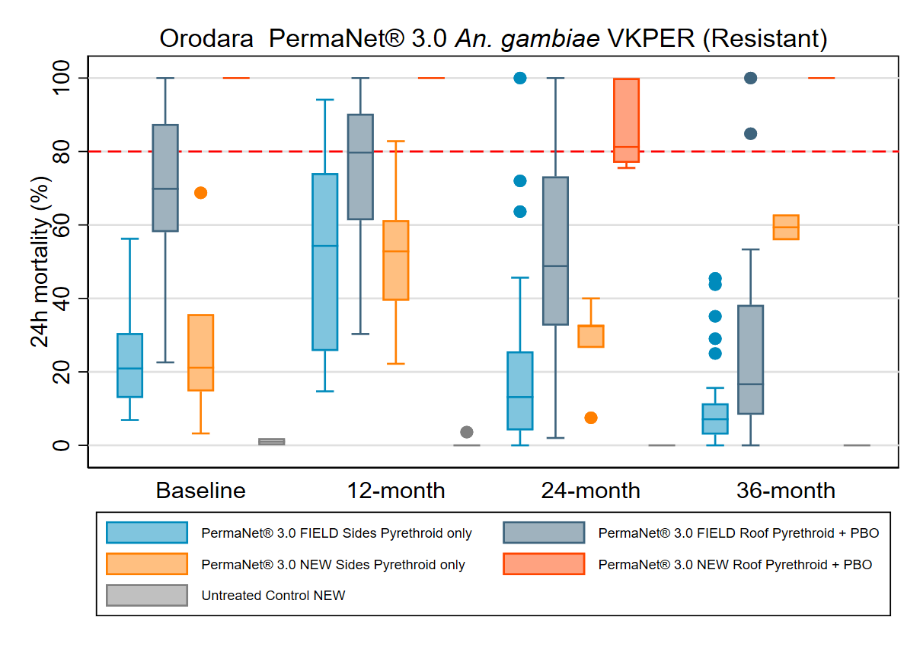 Orodara PermaNet® 3.0 An. gambiae VKPER (Resistant)
24h mortality (%)
100
80
60
40
20
0
Baseline 12-month 24-month 36-month
PermaNet® 3.0 FIELD Sides Pyrethroid only PermaNet® 3.0 FIELD Roof Pyrethroid + PBO
PermaNet® 3.0 NEW Sides Pyrethroid only PermaNet® 3.0 NEW Roof Pyrethroid + PBO
Untreated Control NEW